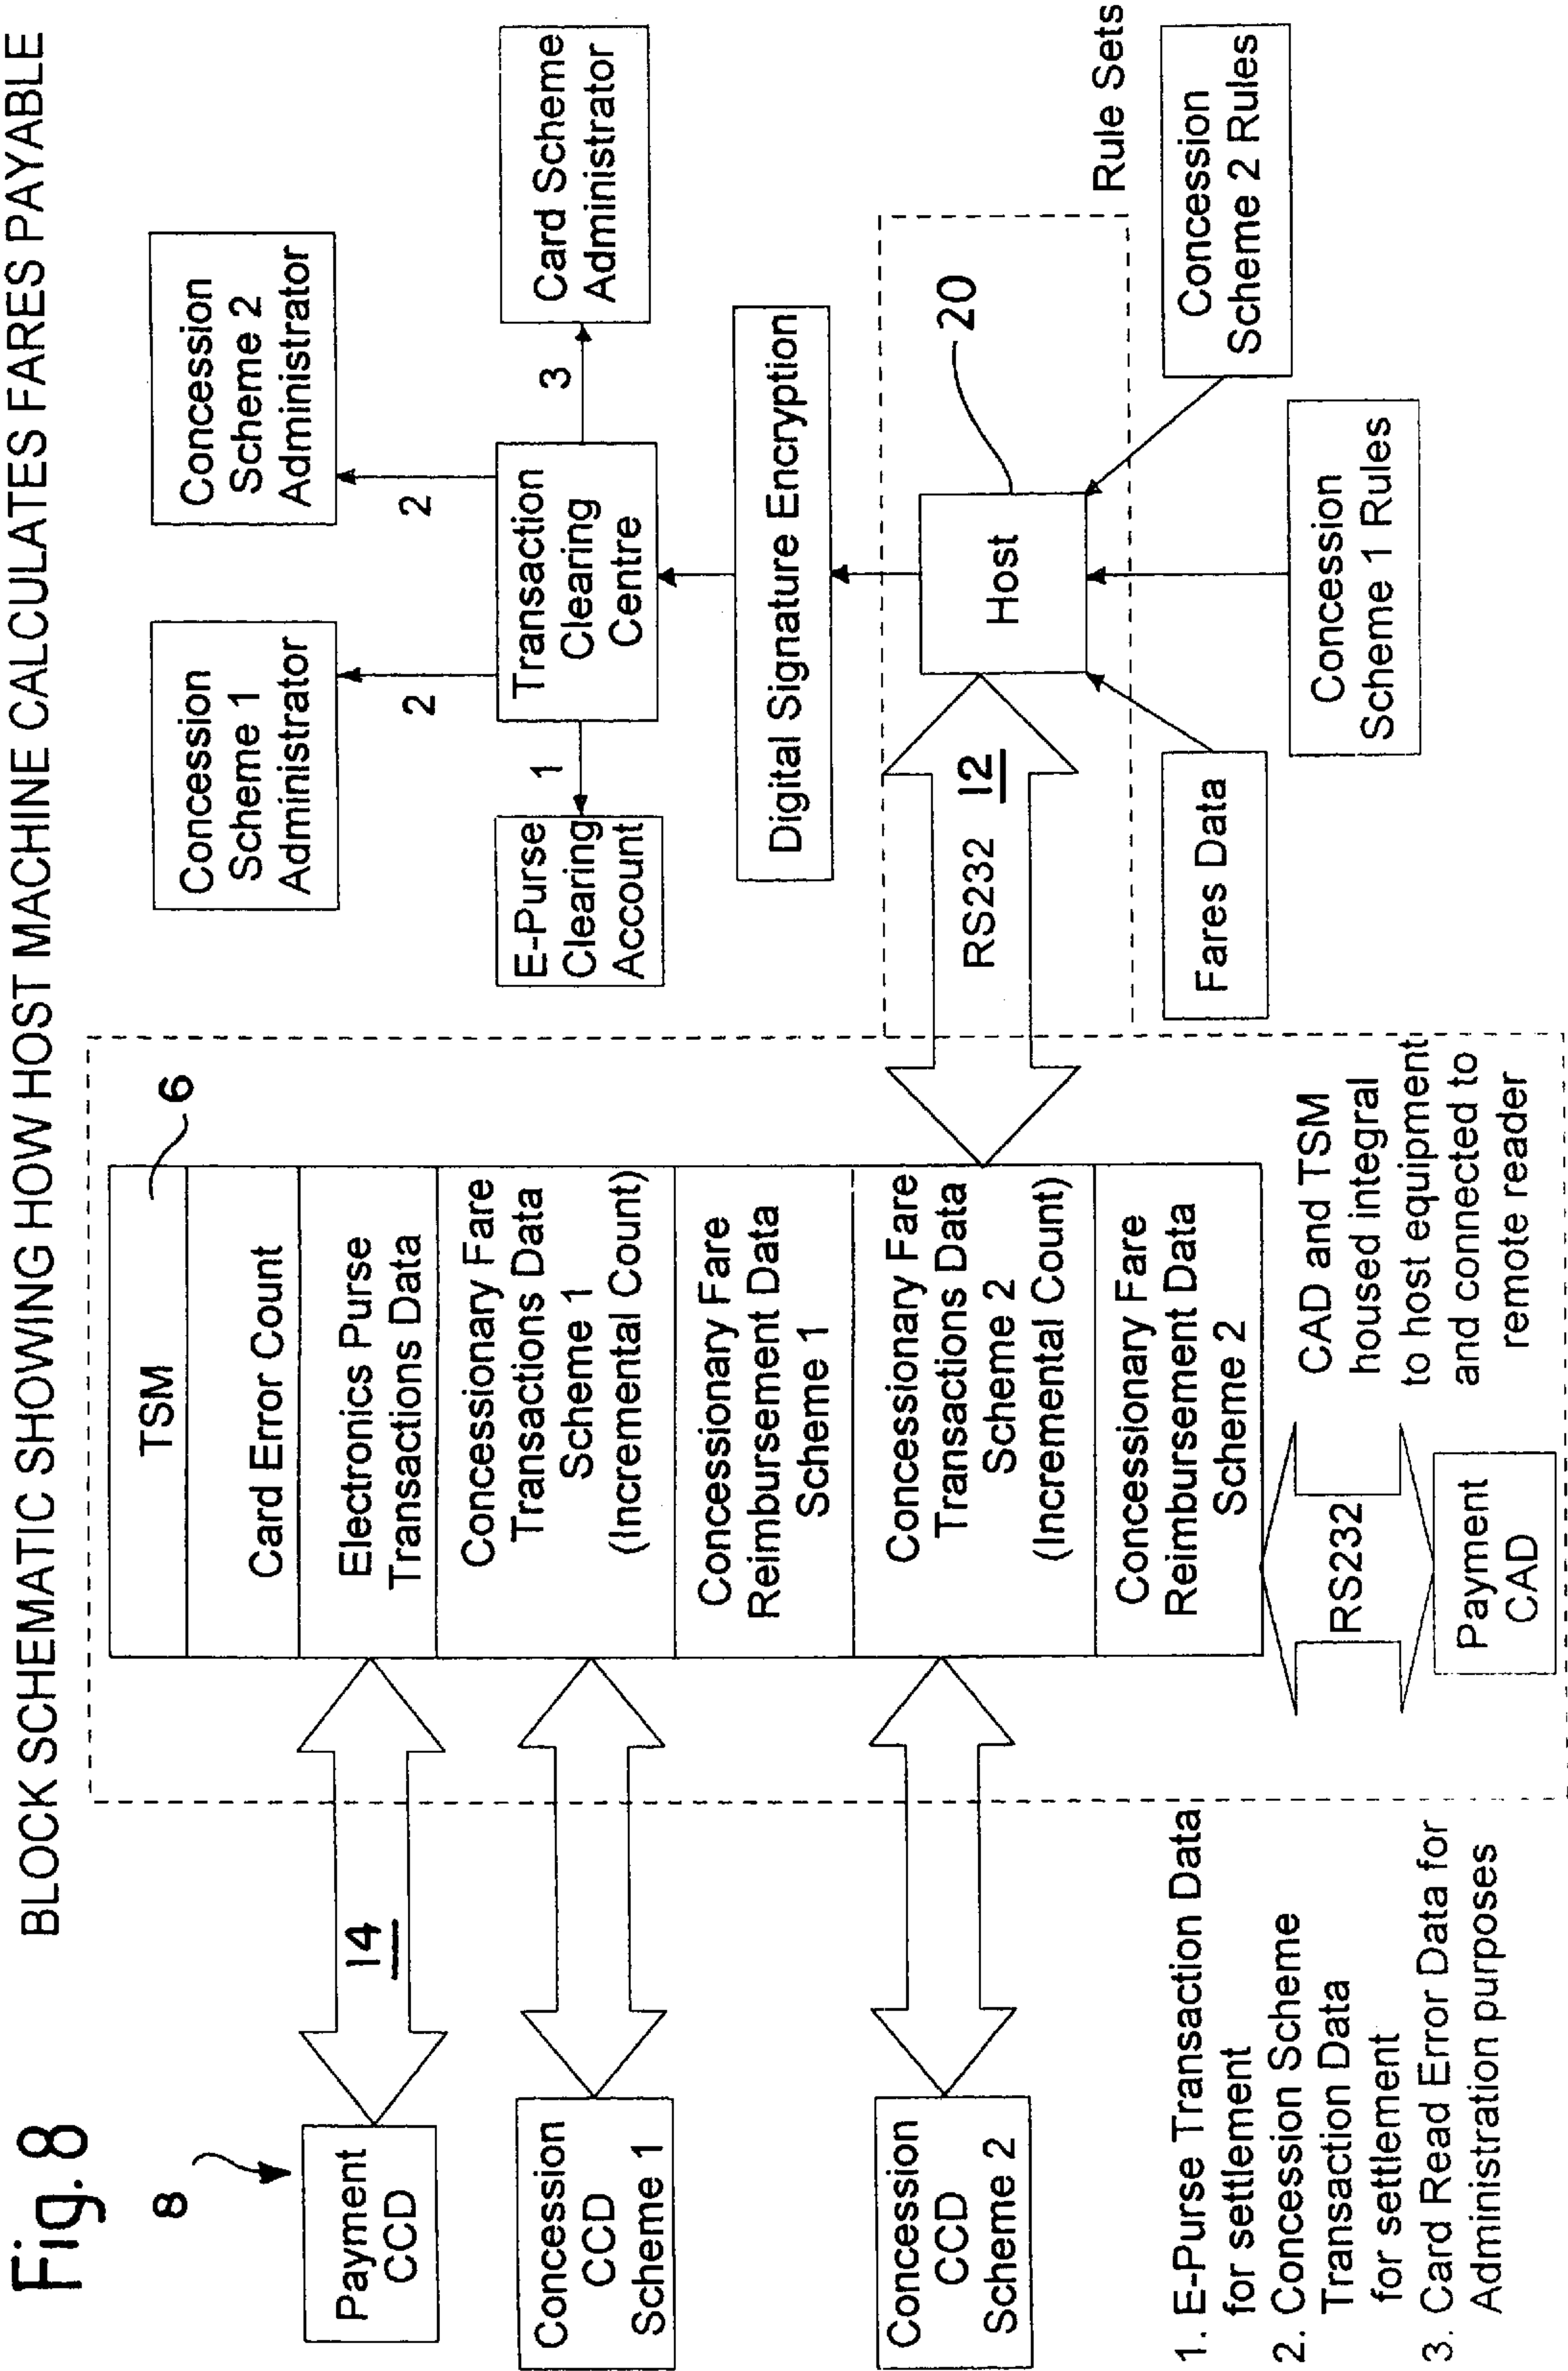 Fig.8
BLOCK SCHEMATIC SHOWING HOW HOST MACHINE CALCULATES FARES PAYABLE
8
Payment
CCD
14
Concession
CCD
Scheme 1
Concession
CCD
Scheme 2
1. E-Purse Transaction Data
for settlement
2. Concession Scheme
Transaction Data
for settlement
3. Card Read Error Data for
Administration purposes
TSM
6
Card Error Count
Electronics Purse
Transactions Data
Concessionary Fare
Transactions Data
Scheme 1
(Incremental Count)
Concessionary Fare
Reimbursement Data
Scheme 1
Concessionary Fare
Transactions Data
Scheme 2
(Incremental Count)
Concessionary Fare
Reimbursement Data
Scheme 2
RS232
Payment
CAD
CAD and TSM
housed integral
to host equipment
and connected to
remote reader
Concession
Scheme 1
Administrator
Concession
Scheme 2
Administrator
2
2
E-Purse
Clearing
Account
1
Transaction
Clearing
Centre
3
Card Scheme
Administrator
Digital Signature Encryption
RS232
12
Host
20
Rule Sets
Fares Data
Concession
Scheme 1 Rules
Concession
Scheme 2 Rules